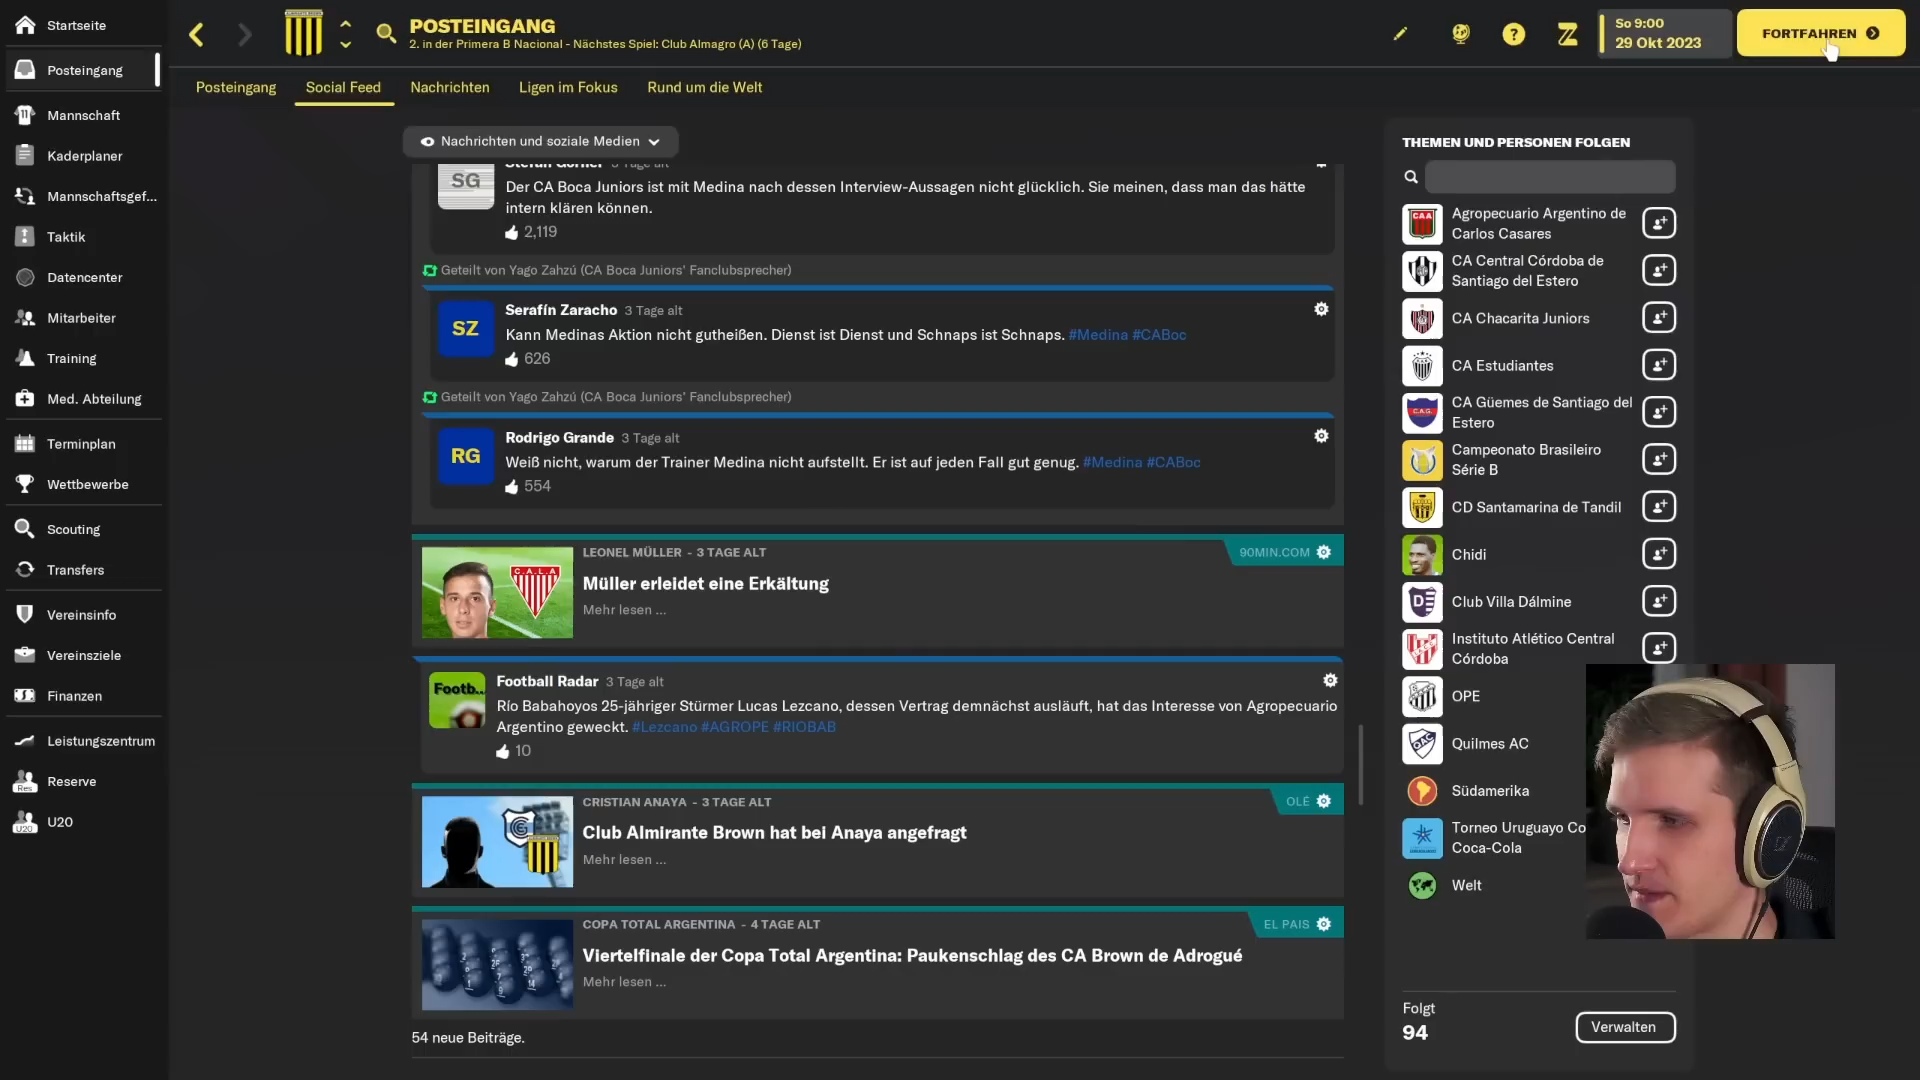 Startseite
Posteingang
Mannschaft
Kaderplaner
Mannschaftsgef...
Taktik
Datencenter
Mitarbeiter
Training
Med. Abteilung
Terminplan
Wettbewerbe
Scouting
Transfers
Vereinsinfo
Vereinsziele
Finanzen
Leistungszentrum
Res
Reserve
U20
U20
POSTEINGANG
2. in der Primera B Nacional - Nächstes Spiel: Club Almagro (A) (6 Tage)
So 9:00
29 Okt 2023
FORTFAHREN
Posteingang
Social Feed
Nachrichten
Ligen im Fokus
Rund um die Welt
Nachrichten und soziale Medien
SG
Der CA Boca Juniors ist mit Medina nach dessen Interview-Aussagen nicht glücklich. Sie meinen, dass man das hätte
intern klären können.
2,119
Geteilt von Yago Zahzú (CA Boca Juniors' Fanclubsprecher)
SZ
Serafín Zaracho 3 Tage alt
Kann Medinas Aktion nicht gutheißen. Dienst ist Dienst und Schnaps ist Schnaps. #Medina #CABoc
626
Geteilt von Yago Zahzú (CA Boca Juniors' Fanclubsprecher)
RG
Rodrigo Grande 3 Tage alt
Weiß nicht, warum der Trainer Medina nicht aufstellt. Er ist auf jeden Fall gut genug. #Medina #CABoc
554
LEONEL MÜLLER - 3 TAGE ALT
90MIN.COM
C.A.L.A
Müller erleidet eine Erkältung
Mehr lesen ...
Footb...
Football Radar 3 Tage alt
Río Babahoyos 25-jähriger Stürmer Lucas Lezcano, dessen Vertrag demnächst ausläuft, hat das Interesse von Agropecuario
Argentino geweckt. #Lezcano #AGROPE #RIOBAB
10
CRISTIAN ANAYA - 3 TAGE ALT
OLÉ
Club Almirante Brown hat bei Anaya angefragt
Mehr lesen ...
COPA TOTAL ARGENTINA - 4 TAGE ALT
EL PAIS
Viertelfinale der Copa Total Argentina: Paukenschlag des CA Brown de Adrogué
Mehr lesen ...
54 neue Beiträge.
THEMEN UND PERSONEN FOLGEN
CAA
Agropecuario Argentino de
Carlos Casares
CA Central Córdoba de
Santiago del Estero
CA Chacarita Juniors
CA Estudiantes
C.A.G.
CA Güemes de Santiago del
Estero
Campeonato Brasileiro
Série B
CD Santamarina de Tandil
Chidi
Club Villa Dálmine
Instituto Atlético Central
Córdoba
OPE
Quilmes AC
Südamerika
Torneo Uruguayo Co
Coca-Cola
Welt
Folgt
94
Verwalten